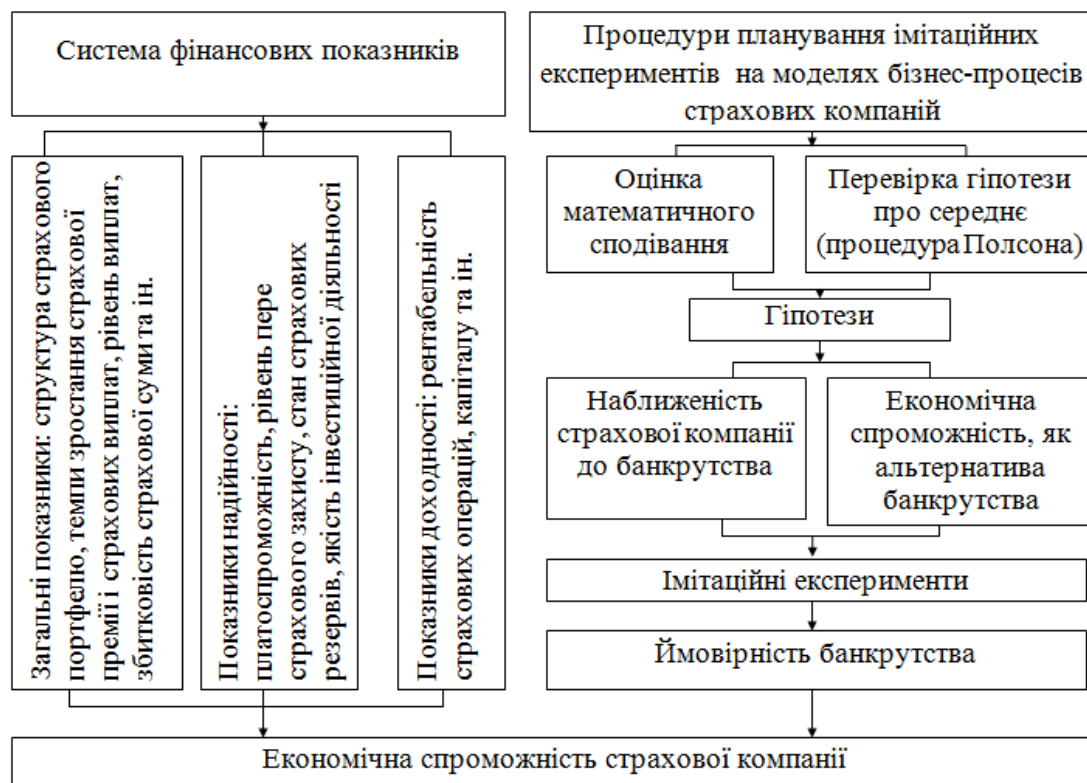 Система фінансових показників
Загальні показники: структура страхового
портфелю, темпи зростання страхової
премії і страхових виплат, рівень виплат,
збитковість страхової суми та ін.
Показники надійності:
платоспроможність, рівень пере
страхового захисту, стан страхових
резервів, якість інвестиційної діяльності
Показники доходності: рентабельність
страхових операцій, капіталу та ін.
Процедури планування імітаційних
експериментів на моделях бізнес-процесів
страхових компаній
Оцінка
математичного
сподівання
Перевірка гіпотези
про середнє
(процедура Полсона)
Гіпотези
Наближеність
страхової компанії
до банкрутства
Економічна
спроможність, як
альтернатива
банкрутства
Імітаційні експерименти
Ймовірність банкрутства
Економічна спроможність страхової компанії